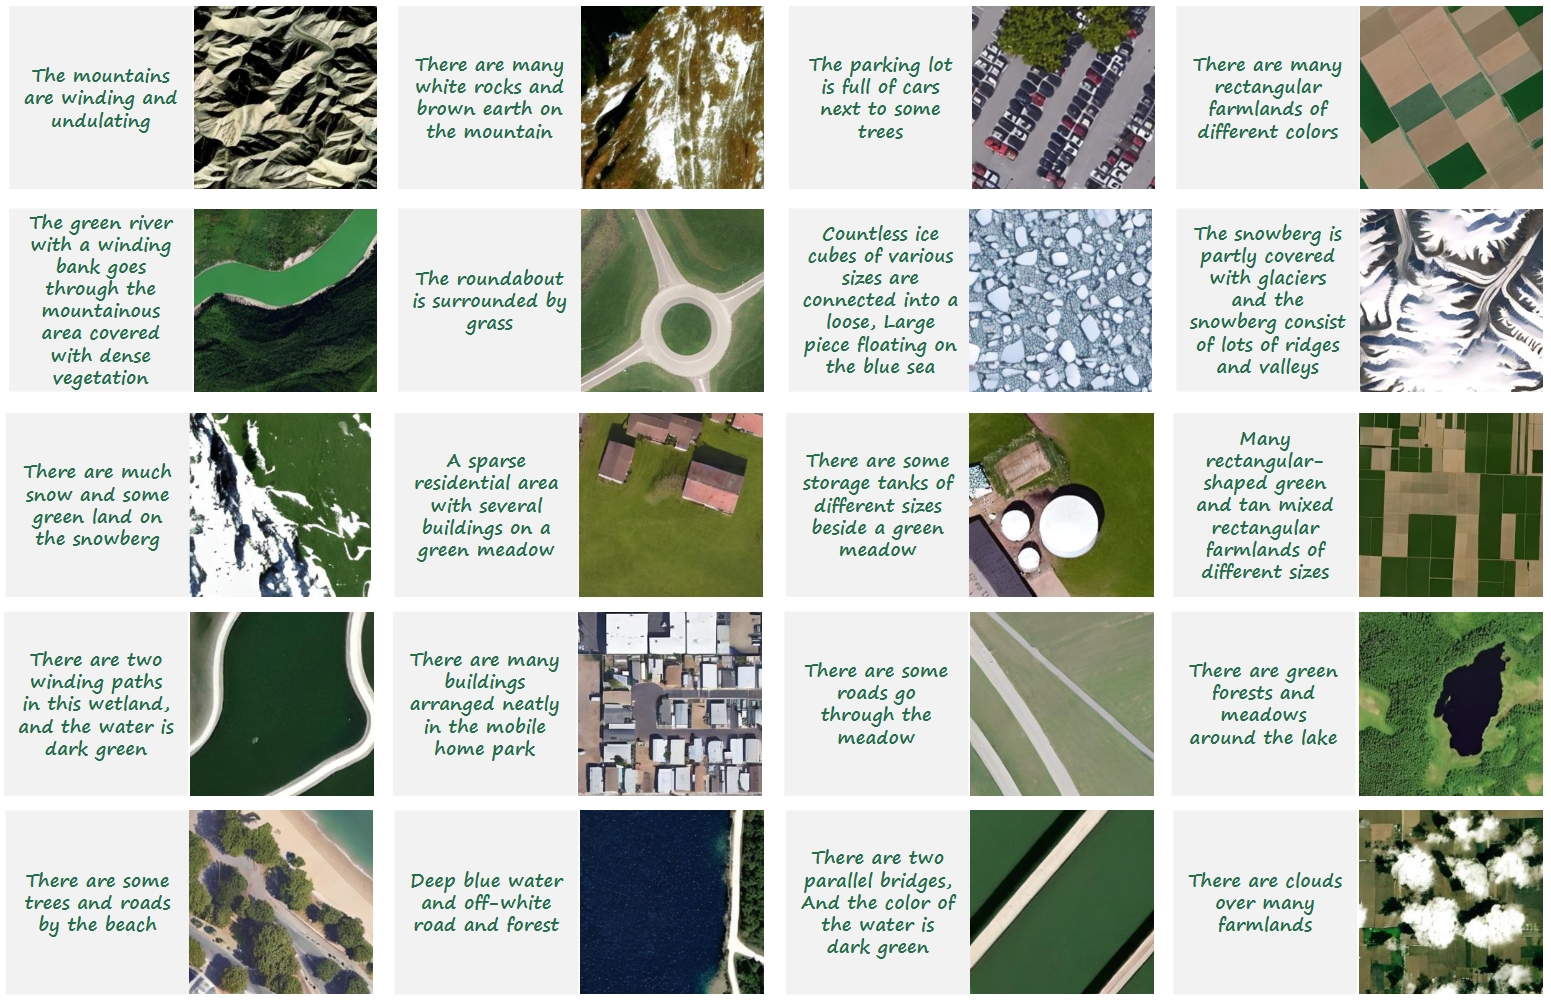 The mountains
are winding and
undulating
There are many
white rocks and
brown earth on
the mountain
The parking lot
is full of cars
next to some
trees
There are many
rectangular
farmlands of
different colors
The green river
with a winding
bank goes
through the
mountainous
area covered
with dense
vegetation
The roundabout
is surrounded by
grass
Countless ice
cubes of various
sizes are
connected into a
loose, Large
piece floating on
the blue sea
The snowberg is
partly covered
with glaciers
and the
snowberg consist
of lots of ridges
and valleys
There are much
snow and some
green land on
the snowberg
A sparse
residential area
with several
buildings on a
green meadow
There are some
storage tanks of
different sizes
beside a green
meadow
Many
rectangular-
shaped green
and tan mixed
rectangular
farmlands of
different sizes
There are two
winding paths
in this wetland,
and the water is
dark green
There are many
buildings
arranged neatly
in the mobile
home park
There are some
roads go
through the
meadow
There are green
forests and
meadows
around the lake
There are some
trees and roads
by the beach
Deep blue water
and off-white
road and forest
There are two
parallel bridges,
And the color of
the water is
dark green
There are clouds
over many
farmlands